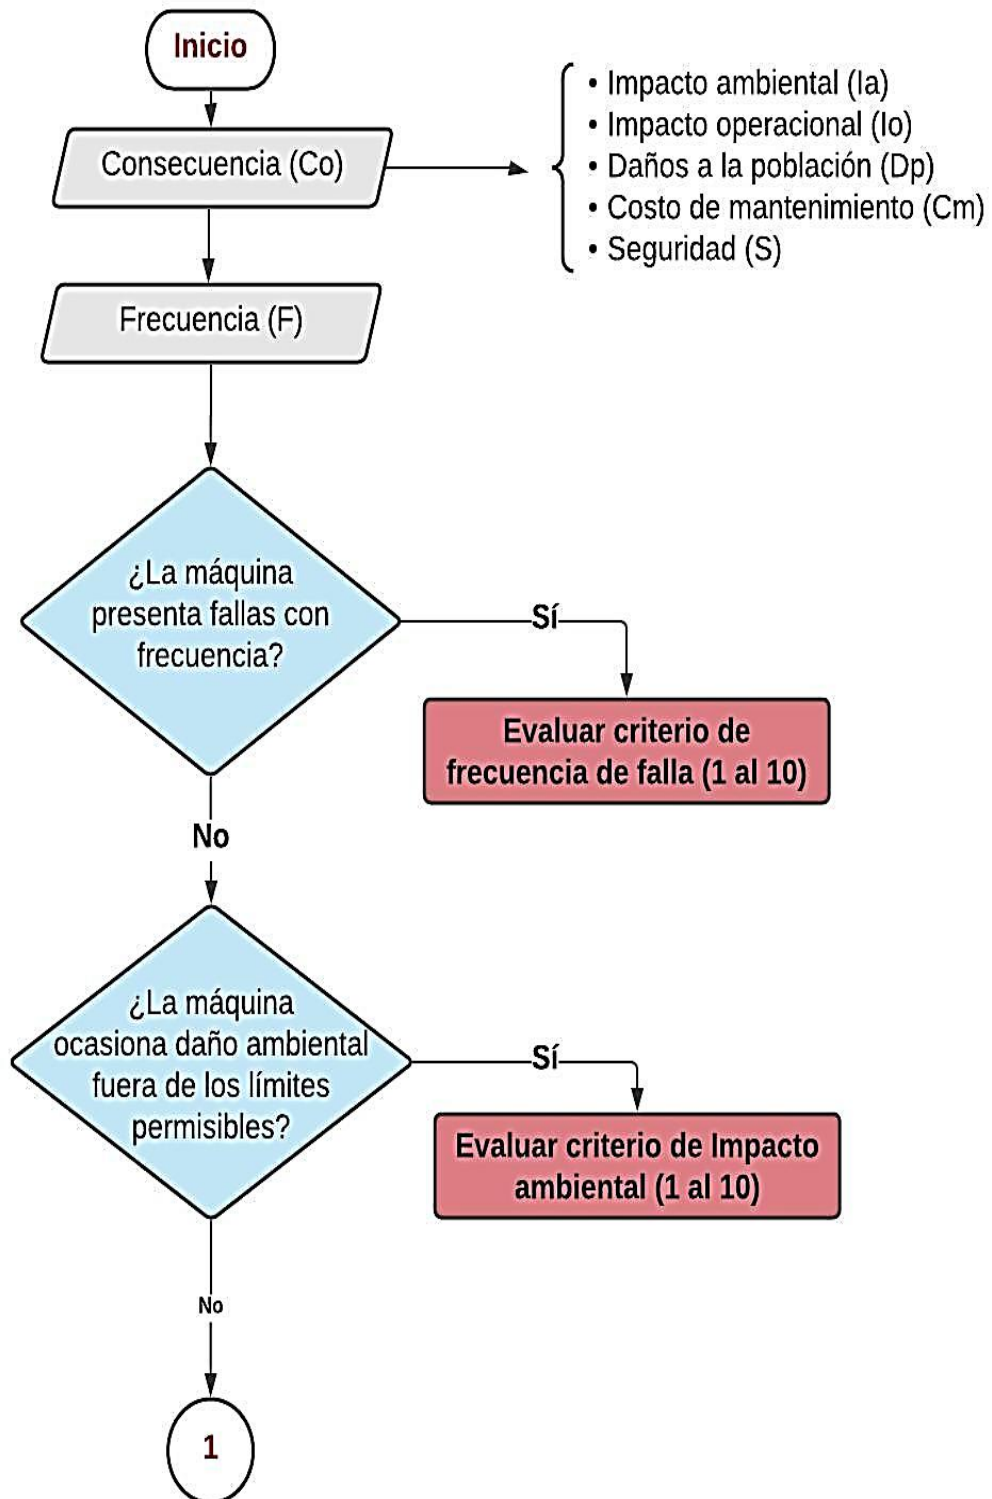 Inicio
Consecuencia (Co)
• Impacto ambiental (Ia)
• Impacto operacional (Io)
• Daños a la población (Dp)
• Costo de mantenimiento (Cm)
• Seguridad (S)
Frecuencia (F)
¿La máquina
presenta fallas con
frecuencia?
Sí
Evaluar criterio de
frecuencia de falla (1 al 10)
No
¿La máquina
ocasiona daño ambiental
fuera de los límites
permisibles?
Sí
Evaluar criterio de Impacto
ambiental (1 al 10)
No
1